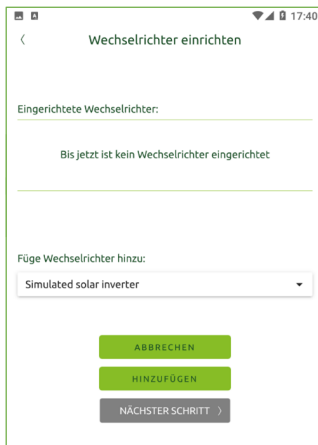 17:40
Wechselrichter einrichten
Eingerichtete Wechselrichter:
Bis jetzt ist kein Wechselrichter eingerichtet
Füge Wechselrichter hinzu:
Simulated solar inverter
ABBRECHEN
HINZUFÜGEN
NÄCHSTER SCHRITT